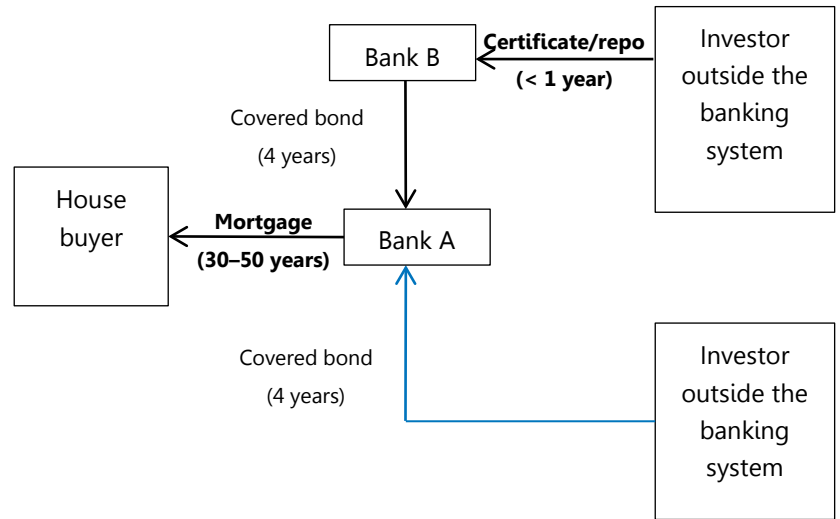 Bank B
Certificate/repo
(< 1 year)
Investor
outside the
banking
system
Covered bond
(4 years)
House
buyer
Mortgage
(30–50 years)
Bank A
Covered bond
(4 years)
Investor
outside the
banking
system